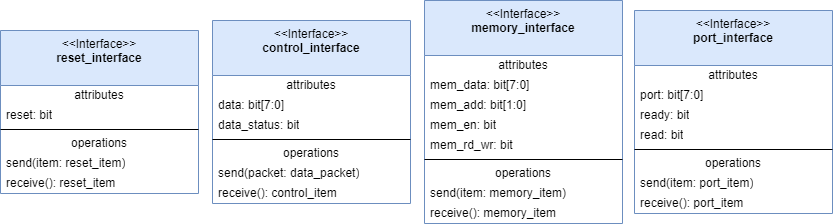 <<Interface>>
reset_interface
attributes
reset: bit
operations
send(item: reset_item)
receive(): reset_item
<<Interface>>
control_interface
attributes
data: bit[7:0]
data_status: bit
operations
send(packet: data_packet)
receive(): control_item
<<Interface>>
memory_interface
attributes
mem_data: bit[7:0]
mem_add: bit[1:0]
mem_en: bit
mem_rd_wr: bit
operations
send(item: memory_item)
receive(): memory_item
<<Interface>>
port_interface
attributes
port: bit[7:0]
ready: bit
read: bit
operations
send(item: port_item)
receive(): port_item